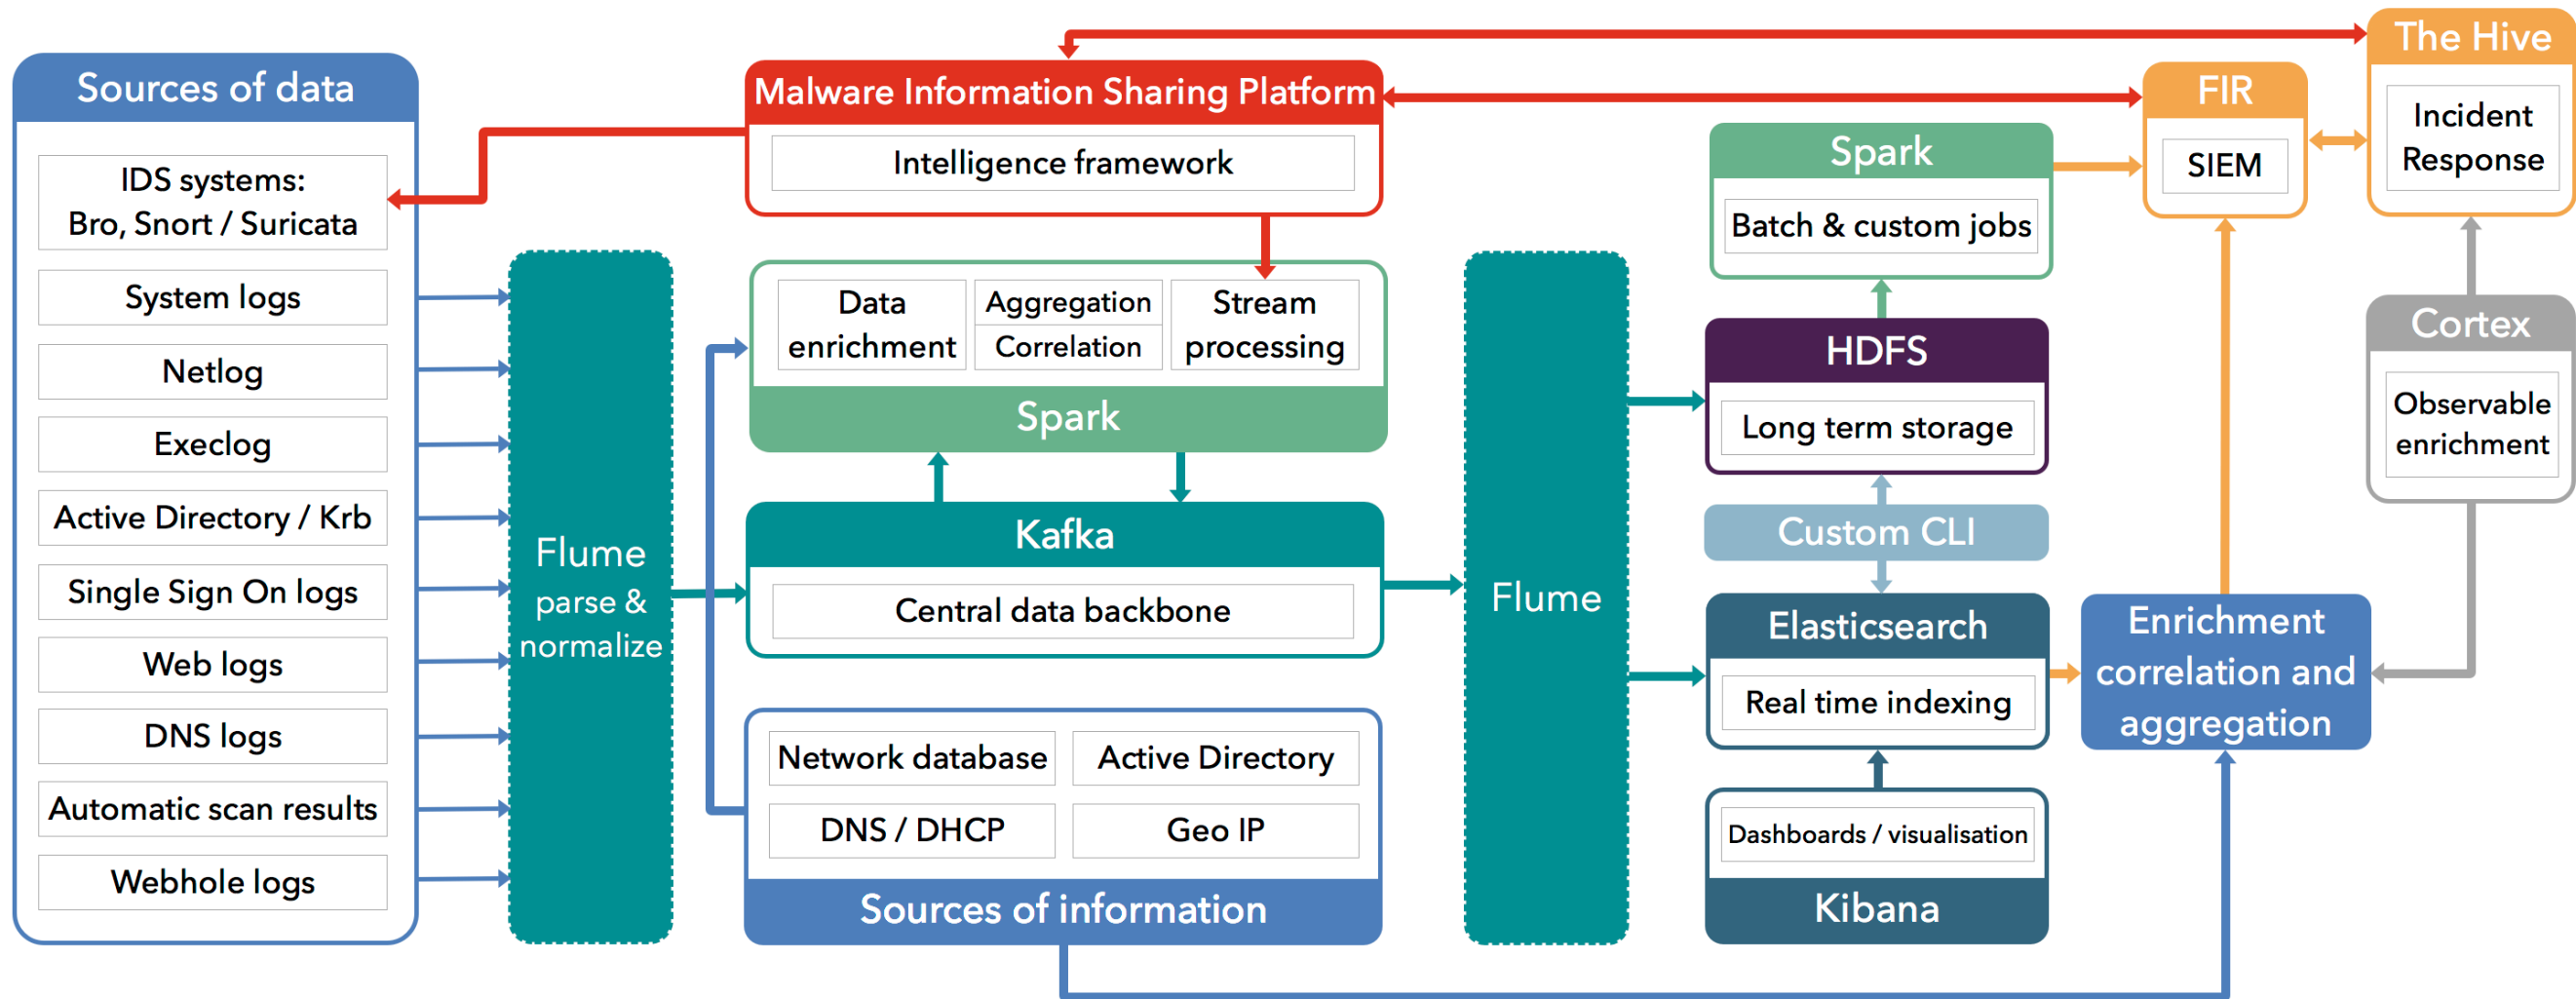 Sources of data
IDS systems:
Bro, Snort / Suricata
System logs
Netlog
Execlog
Active Directory / Krb
Single Sign On logs
Web logs
DNS logs
Automatic scan results
Webhole logs
Flume
parse &
normalize
Malware Information Sharing Platform
Intelligence framework
Data
enrichment
Aggregation
Correlation
Stream
processing
Spark
Kafka
Central data backbone
Network database
Active Directory
DNS / DHCP
Geo IP
Sources of information
Flume
Spark
Batch & custom jobs
HDFS
Long term storage
Custom CLI
Elasticsearch
Real time indexing
Dashboards / visualisation
Kibana
FIR
SIEM
Enrichment
correlation and
aggregation
The Hive
Incident
Response
Cortex
Observable
enrichment